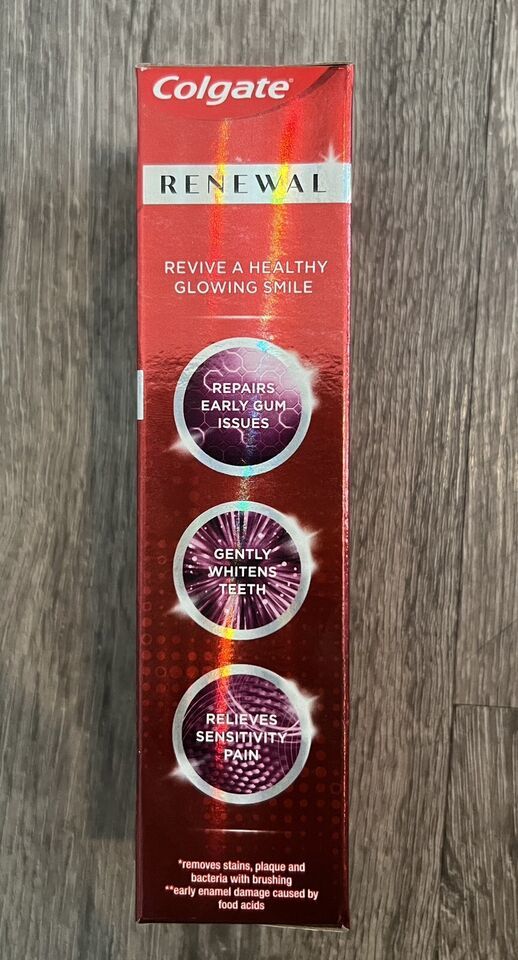 Colgate®
RENEWAL
REVIVE A HEALTHY
GLOWING SMILE
REPAIRS
EARLY GUM
ISSUES
GENTLY
WHITENS
TEETH
RELIEVES
SENSITIVITY
PAIN
*removes stains, plaque and
bacteria with brushing
**early enamel damage caused by
food acids